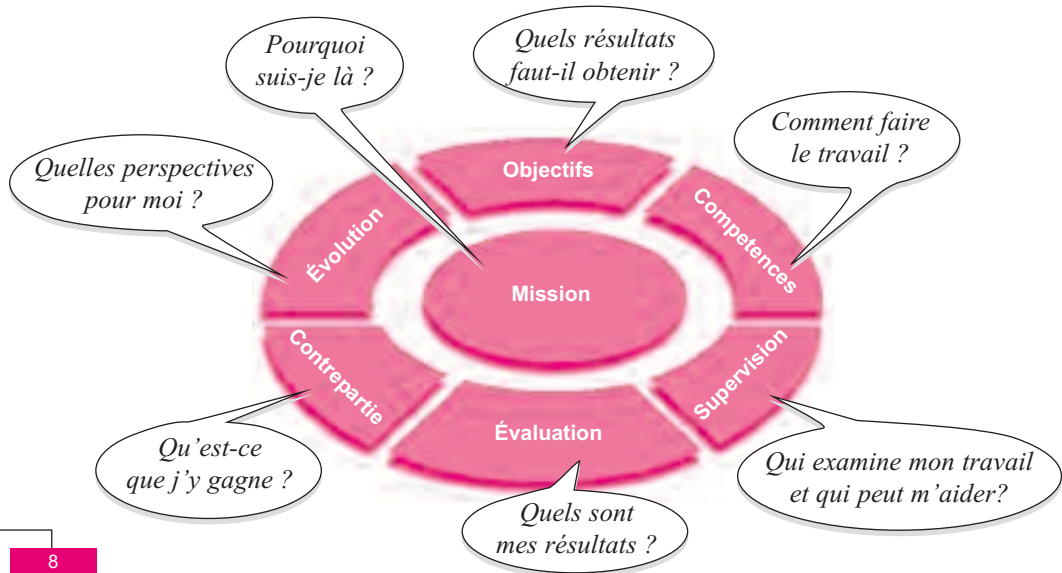 Pourquoi
suis-je là ?
Quels résultats
faut-il obtenir ?
Comment faire
le travail ?
Quelles perspectives
pour moi ?
Objectifs
Competences
Évolution
Mission
Contrepartie
Supervision
Évaluation
Qu'est-ce
que j'y gagne ?
Qui examine mon travail
et qui peut m'aider?
Quels sont
mes résultats ?
8